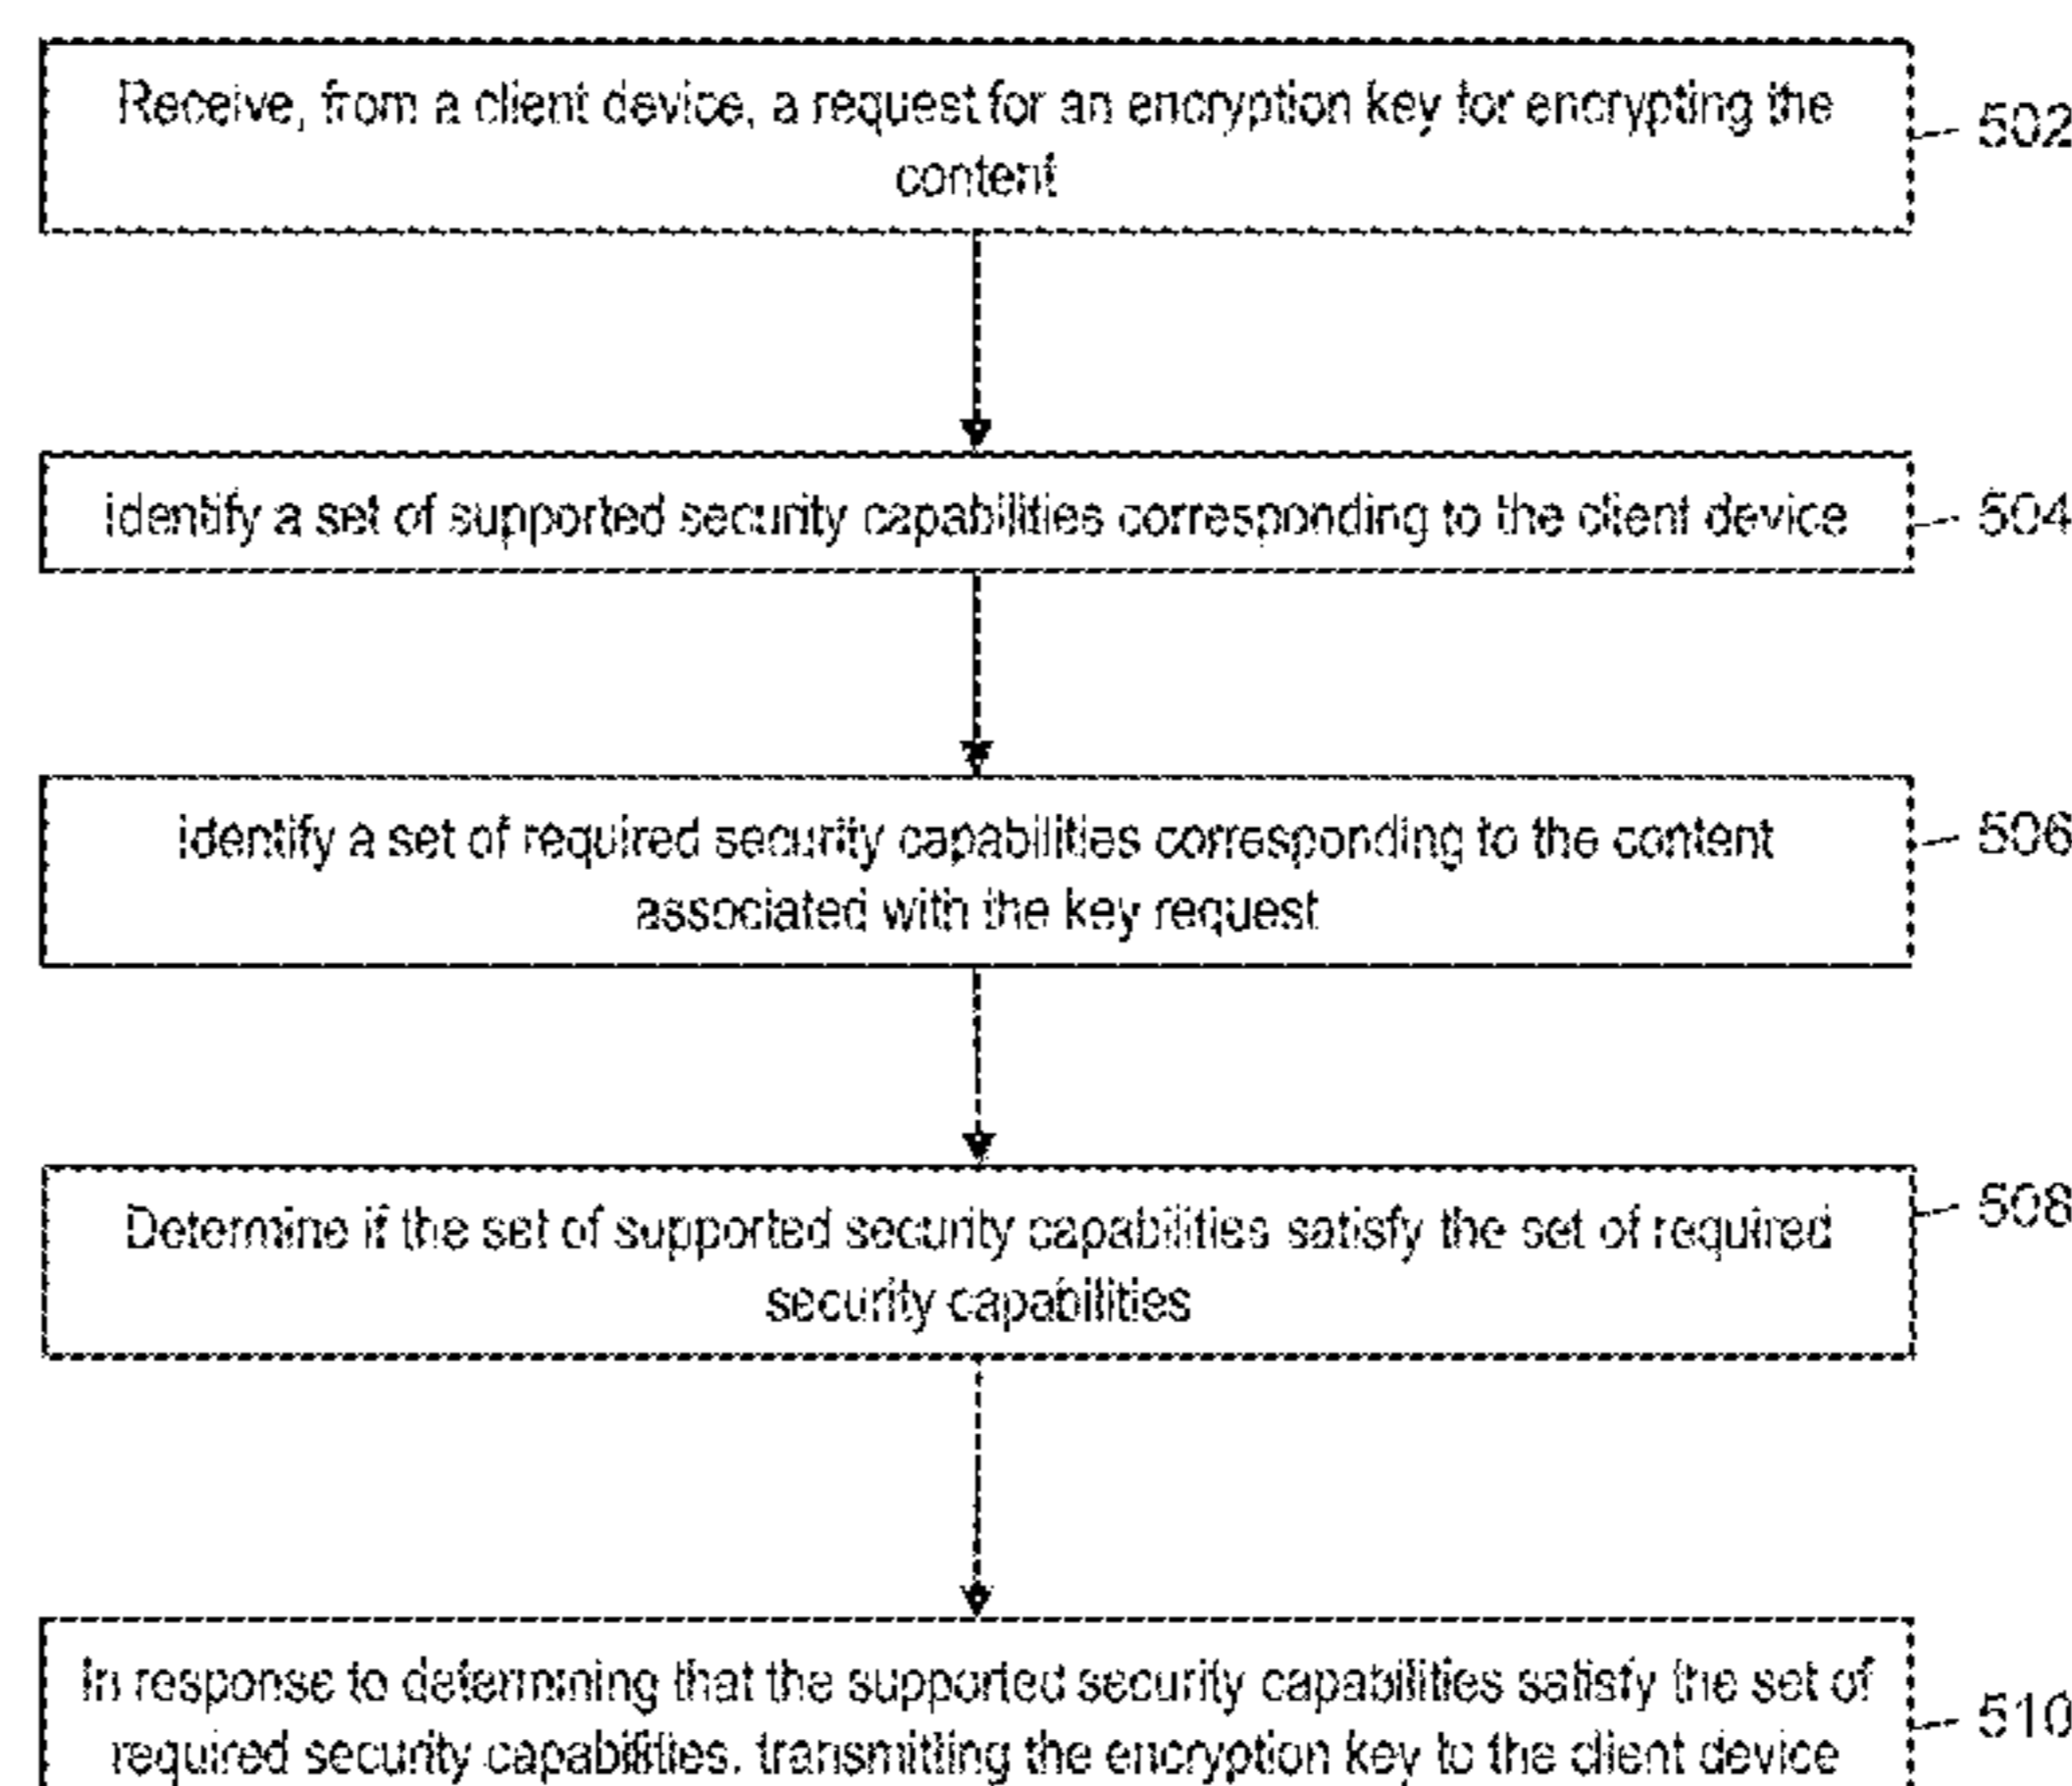 Receive, from a client device, a request for an encryption key for encrypting the
content
502
Identify a set of supported security capabilities corresponding to the client device
504
Identify a set of required security capabilities corresponding to the content
associated with the key request
506
Determine if the set of supported security capabilities satisfy the set of required
security capabilities
508
In response to determining that the supported security capabilities satisfy the set of
required security capabilities, transmitting the encryption key to the client device
510